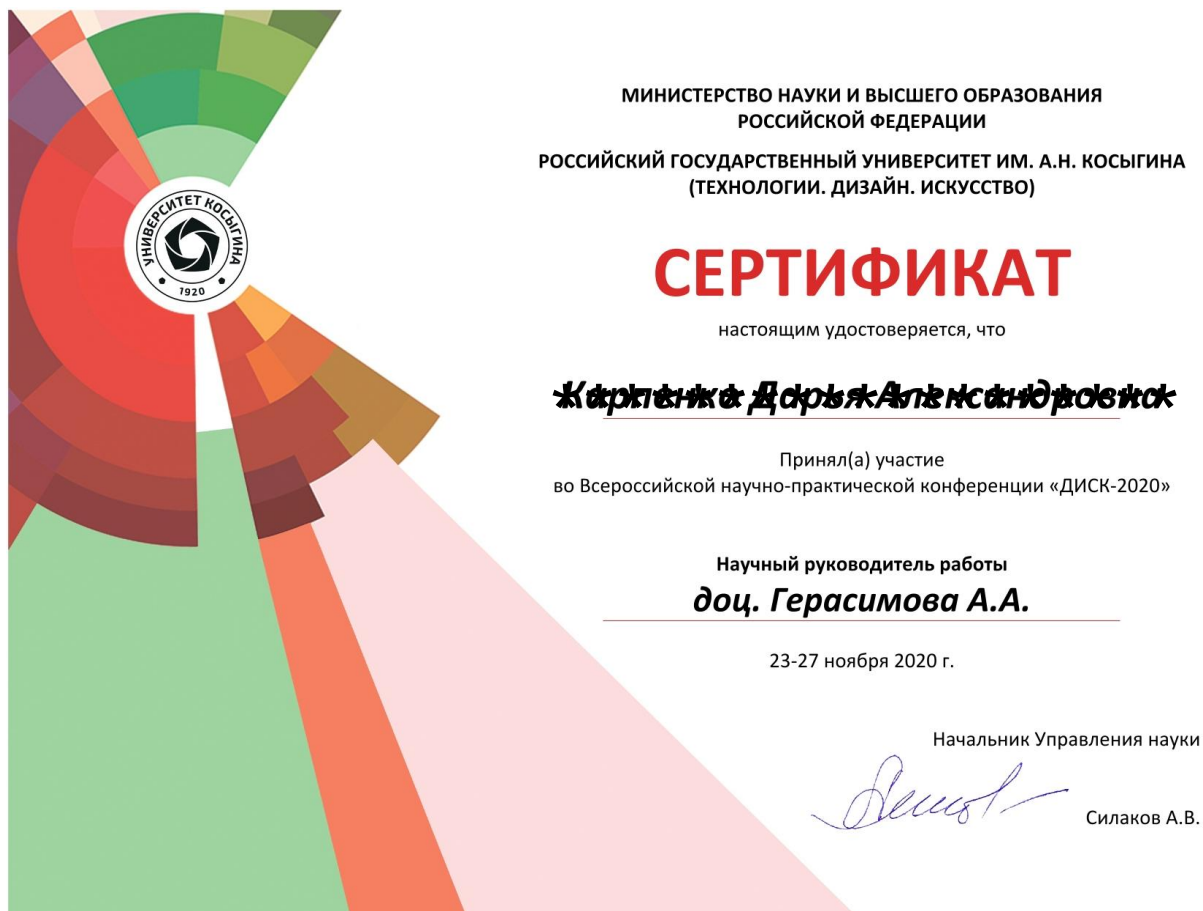 УНИВЕРСИТЕТ КОСЫГИНА
1920
МИНИСТЕРСТВО НАУКИ И ВЫСШЕГО ОБРАЗОВАНИЯ
РОССИЙСКОЙ ФЕДЕРАЦИИ
РОССИЙСКИЙ ГОСУДАРСТВЕННЫЙ УНИВЕРСИТЕТ ИМ. А.Н. КОСЫГИНА
(ТЕХНОЛОГИИ. ДИЗАЙН. ИСКУССТВО)
СЕРТИФИКАТ
настоящим удостоверяется, что
Принял(а) участие
во Всероссийской научно-практической конференции «ДИСК-2020»
Научный руководитель работы
доц. Герасимова А.А.
23-27 ноября 2020 г.
Начальник Управления науки
Силаков А.В.